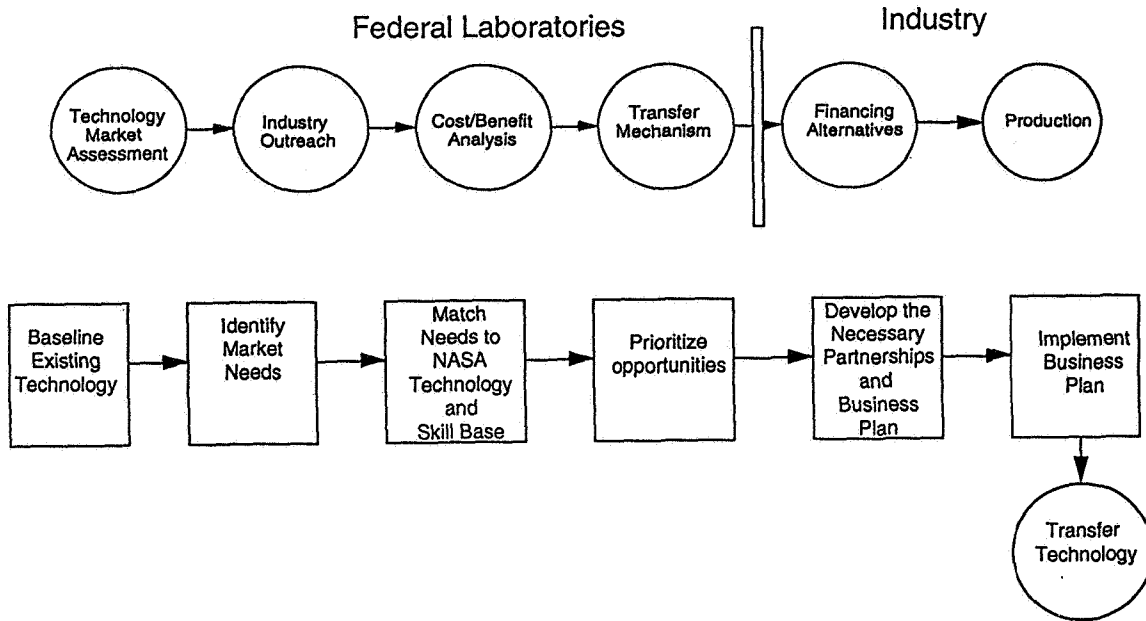 Federal Laboratories
Industry
Technology
Market
Assessment
Industry
Outreach
Cost/Benefit
Analysis
Transfer
Mechanism
Financing
Alternatives
Production
Baseline
Existing
Technology
Identify
Market
Needs
Match
Needs to
NASA
Technology
and
Skill Base
Prioritize
opportunities
Develop the
Necessary
Partnerships
and
Business
Plan
Implement
Business
Plan
Transfer
Technology